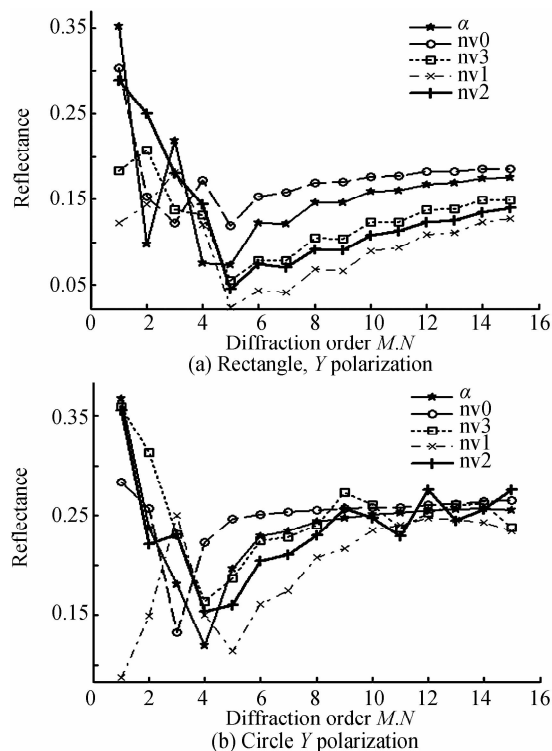 0.35
0.25
0.15
0.05
Reflectance
α
nv0
nv3
nv1
nv2
0 2 4 6 8 10 12 14 16
Diffraction order M.N
(a) Rectangle, Y polarization
0.35
0.25
0.15
Reflectance
α
nv0
nv3
nv1
nv2
0 2 4 6 8 10 12 14 16
Diffraction order M.N
(b) Circle Y polarization